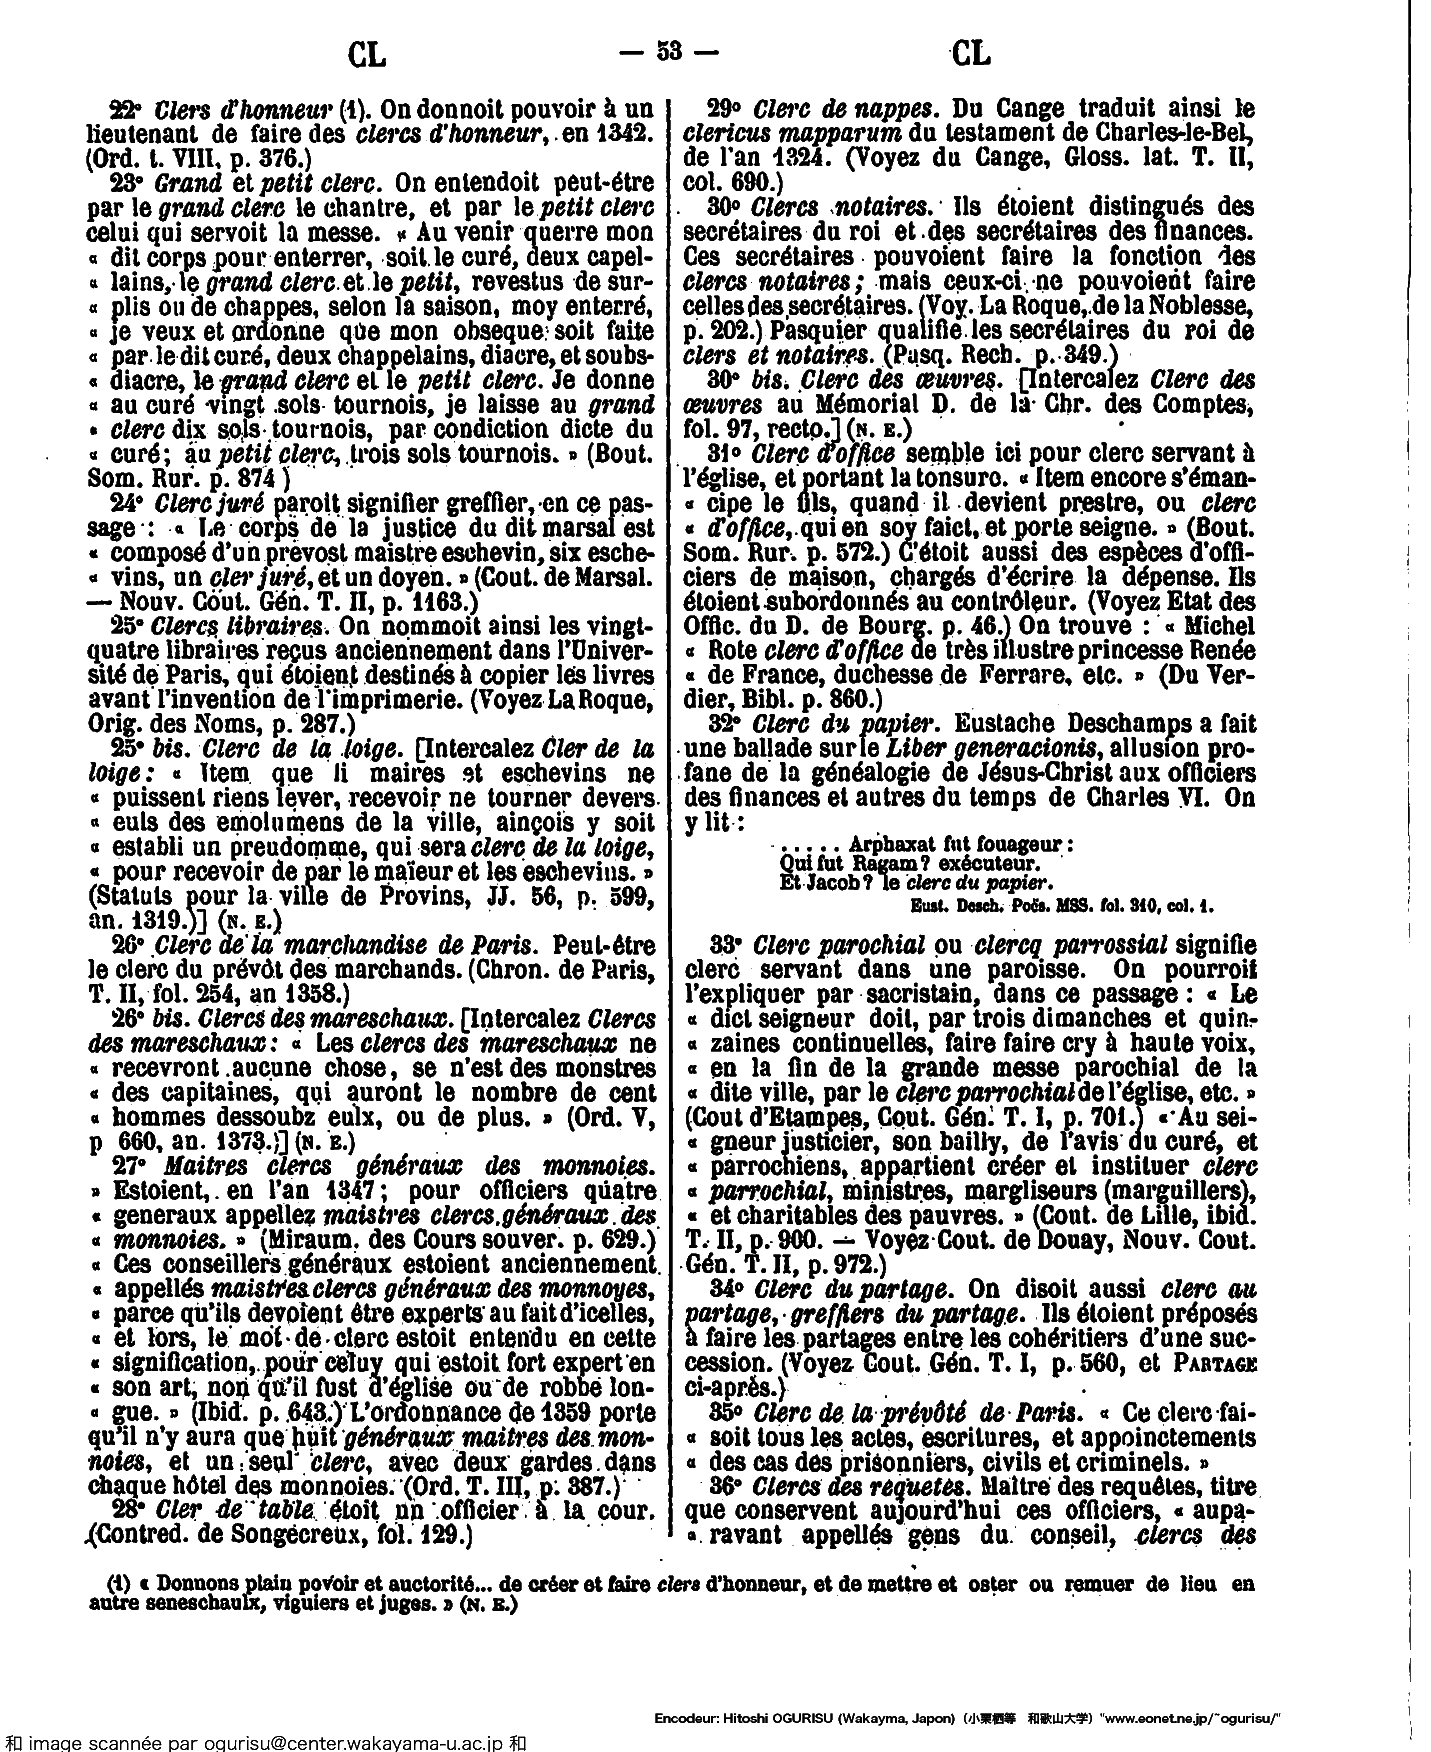 CL
— 53 —
CL
22° Clers d'honneur (1). On donnoit pouvoir à un
lieutenant de faire des clercs d'honneur, en 1342.
(Ord. t. VIII, p. 376.)
23° Grand et petit clerc. On entendoit peut-être
par le grand clerc le chantre, et par le petit clerc
celui qui servoit la messe. « Au venir querre mon
« dit corps pour enterrer, soit le curé, deux capel-
« lains, le grand clerc et le petit, revestus de sur-
« plis ou de chappes, selon la saison, moy enterré,
« je veux et ordonne que mon obseque soit faite
« par le dit curé, deux chappelains, diacre, et soubs-
« diacre, le grand clerc et le petit clerc. Je donne
« au curé vingt sols tournois, je laisse au grand
« clerc dix sols tournois, par condiction dicte du
« curé; au petit clerc, trois sols tournois. » (Bout.
Som. Rur. p. 874 )
24° Clerc juré paroît signifier greffier, en ce pas-
sage : « Le corps de la justice du dit marsal est
« composé d'un prevost maistre eschevin, six esche-
« vins, un cler juré, et un doyen. » (Cout. de Marsal.
— Nouv. Cout. Gén. T. II, p. 1163.)
25° Clercs libraires. On nommoit ainsi les vingt-
quatre libraires reçus anciennement dans l'Univer-
sité de Paris, qui étoient destinés à copier les livres
avant l'invention de l'imprimerie. (Voyez La Roque,
Orig. des Noms, p. 287.)
25° bis. Clerc de la loige. [Intercalez Cler de la
loige : « Item que li maires et eschevins ne
« puissent riens lever, recevoir ne tourner devers
« euls des emolumens de la ville, ainçois y soit
« establi un preudomme, qui sera clerc de la loige,
« pour recevoir de par le maïeur et les eschevins. »
(Statuts pour la ville de Provins, JJ. 56, p. 599,
an. 1319.)] (N. E.)
26° Clerc de la marchandise de Paris. Peut-être
le clerc du prévôt des marchands. (Chron. de Paris,
T. II, fol. 254, an 1358.)
26° bis. Clercs des mareschaux. [Intercalez Clercs
des mareschaux : « Les clercs des mareschaux ne
« recevront aucune chose, se n'est des monstres
« des capitaines, qui auront le nombre de cent
« hommes dessoubz eulx, ou de plus. » (Ord. V,
p 660, an. 1373.)] (N. E.)
27° Maitres clercs généraux des monnoies.
» Estoient, en l'an 1347; pour officiers quatre
« generaux appellez maistres clercs généraux des
« monnoies. » (Miraum. des Cours souver. p. 629.)
« Ces conseillers généraux estoient anciennement
« appellés maistres clercs généraux des monnoyes,
« parce qu'ils devoient être experts au fait d'icelles,
« et lors, le mot de clerc estoit entendu en cette
« signification, pour celuy qui estoit fort expert en
« son art, non qu'il fust d'église ou de robbe lon-
« gue. » (Ibid. p. 643.) L'ordonnance de 1359 porte
qu'il n'y aura que huit généraux maitres des mon-
noies, et un seul clerc, avec deux gardes dans
chaque hôtel des monnoies. (Ord. T. III, p. 387.)
28° Cler de table étoit un officier à la cour.
(Contred. de Songecreux, fol. 129.)
29° Clerc de nappes. Du Cange traduit ainsi le
clericus mapparum du testament de Charles-le-Bel,
de l'an 1324. (Voyez du Cange, Gloss. lat. T. II,
col. 690.)
30° Clercs notaires. Ils étoient distingués des
secrétaires du roi et des secrétaires des finances.
Ces secrétaires pouvoient faire la fonction des
clercs notaires; mais ceux-ci ne pouvoient faire
celles des secrétaires. (Voy. La Roque, de la Noblesse,
p. 202.) Pasquier qualifie les secrétaires du roi de
clers et notaires. (Pasq. Rech. p. 349.)
30° bis. Clerc des œuvres. [Intercalez Clerc des
œuvres au Mémorial D. de la Chr. des Comptes,
fol. 97, recto.] (N. E.)
31° Clerc d'office semble ici pour clerc servant à
l'église, et portant la tonsure. « Item encore s'éman-
« cipe le fils, quand il devient prestre, ou clerc
« d'office, qui en soy faict, et porte seigne. » (Bout.
Som. Rur. p. 572.) C'étoit aussi des espèces d'offi-
ciers de maison, chargés d'écrire la dépense. Ils
étoient subordonnés au contrôleur. (Voyez Etat des
Offic. du D. de Bourg. p. 46.) On trouve : « Michel
« Rote clerc d'office de très illustre princesse Renée
« de France, duchesse de Ferrare, etc. » (Du Ver-
dier, Bibl. p. 860.)
32° Clerc du papier. Eustache Deschamps a fait
une ballade sur le Liber generacionis, allusion pro-
fane de la généalogie de Jésus-Christ aux officiers
des finances et autres du temps de Charles VI. On
y lit :
..... Arphaxat fut fouageur :
Qui fut Ragam? exécuteur.
Et Jacob? le clerc du papier.
Eust. Desch. Poës. MSS. fol. 310, col. 1.
33° Clerc parochial ou clercq parrossial signifie
clerc servant dans une paroisse. On pourroit
l'expliquer par sacristain, dans ce passage : « Le
« dict seigneur doit, par trois dimanches et quin-
« zaines continuelles, faire faire cry à haute voix,
« en la fin de la grande messe parochial de la
« dite ville, par le clerc parrochial de l'église, etc. »
(Cout d'Etampes, Cout. Gén. T. I, p. 701.) « Au sei-
« gneur justicier, son bailly, de l'avis du curé, et
« parrochiens, appartient créer et instituer clerc
« parrochial, ministres, margliseurs (marguillers),
« et charitables des pauvres. » (Cout. de Lille, ibid.
T. II, p. 900. — Voyez Cout. de Douay, Nouv. Cout.
Gén. T. II, p. 972.)
34° Clerc du partage. On disoit aussi clerc au
partage, greffiers du partage. Ils étoient préposés
à faire les partages entre les cohéritiers d'une suc-
cession. (Voyez Cout. Gén. T. I, p. 560, et PARTAGE
ci-après.)
35° Clerc de la prévôté de Paris. « Ce clerc fai-
« soit tous les actes, escritures, et appoinctements
« des cas des prisonniers, civils et criminels. »
36° Clercs des requetes. Maître des requêtes, titre
que conservent aujourd'hui ces officiers, « aupa-
« ravant appellés gens du conseil, clercs des
(1) « Donnons plain povoir et auctorité... de créer et faire clers d'honneur, et de mettre et oster ou remuer de lieu en
autre seneschaulx, viguiers et juges. » (N. E.)
Encodeur: Hitoshi OGURISU (Wakayma, Japon) (小栗栖等 和歌山大学) "www.eonet.ne.jp/~ogurisu/"
和 image scannée par ogurisu@center.wakayama-u.ac.jp 和